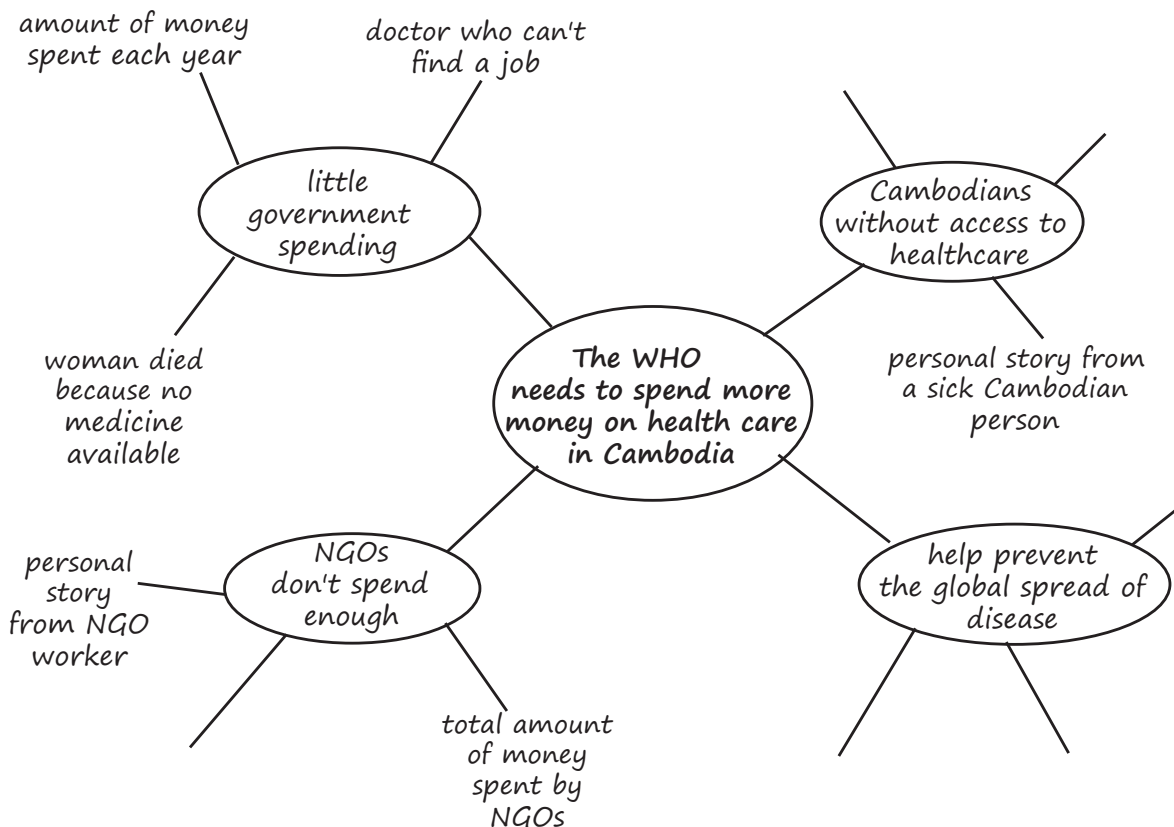 amount of money
spent each year
doctor who can't
find a job
little
government
spending
Cambodians
without access to
healthcare
woman died
because no
medicine
available
The WHO
needs to spend more
money on health care
in Cambodia
personal story from
a sick Cambodian
person
personal
story
from NGO
worker
NGOs
don't spend
enough
help prevent
the global spread of
disease
total amount
of money
spent by
NGOs